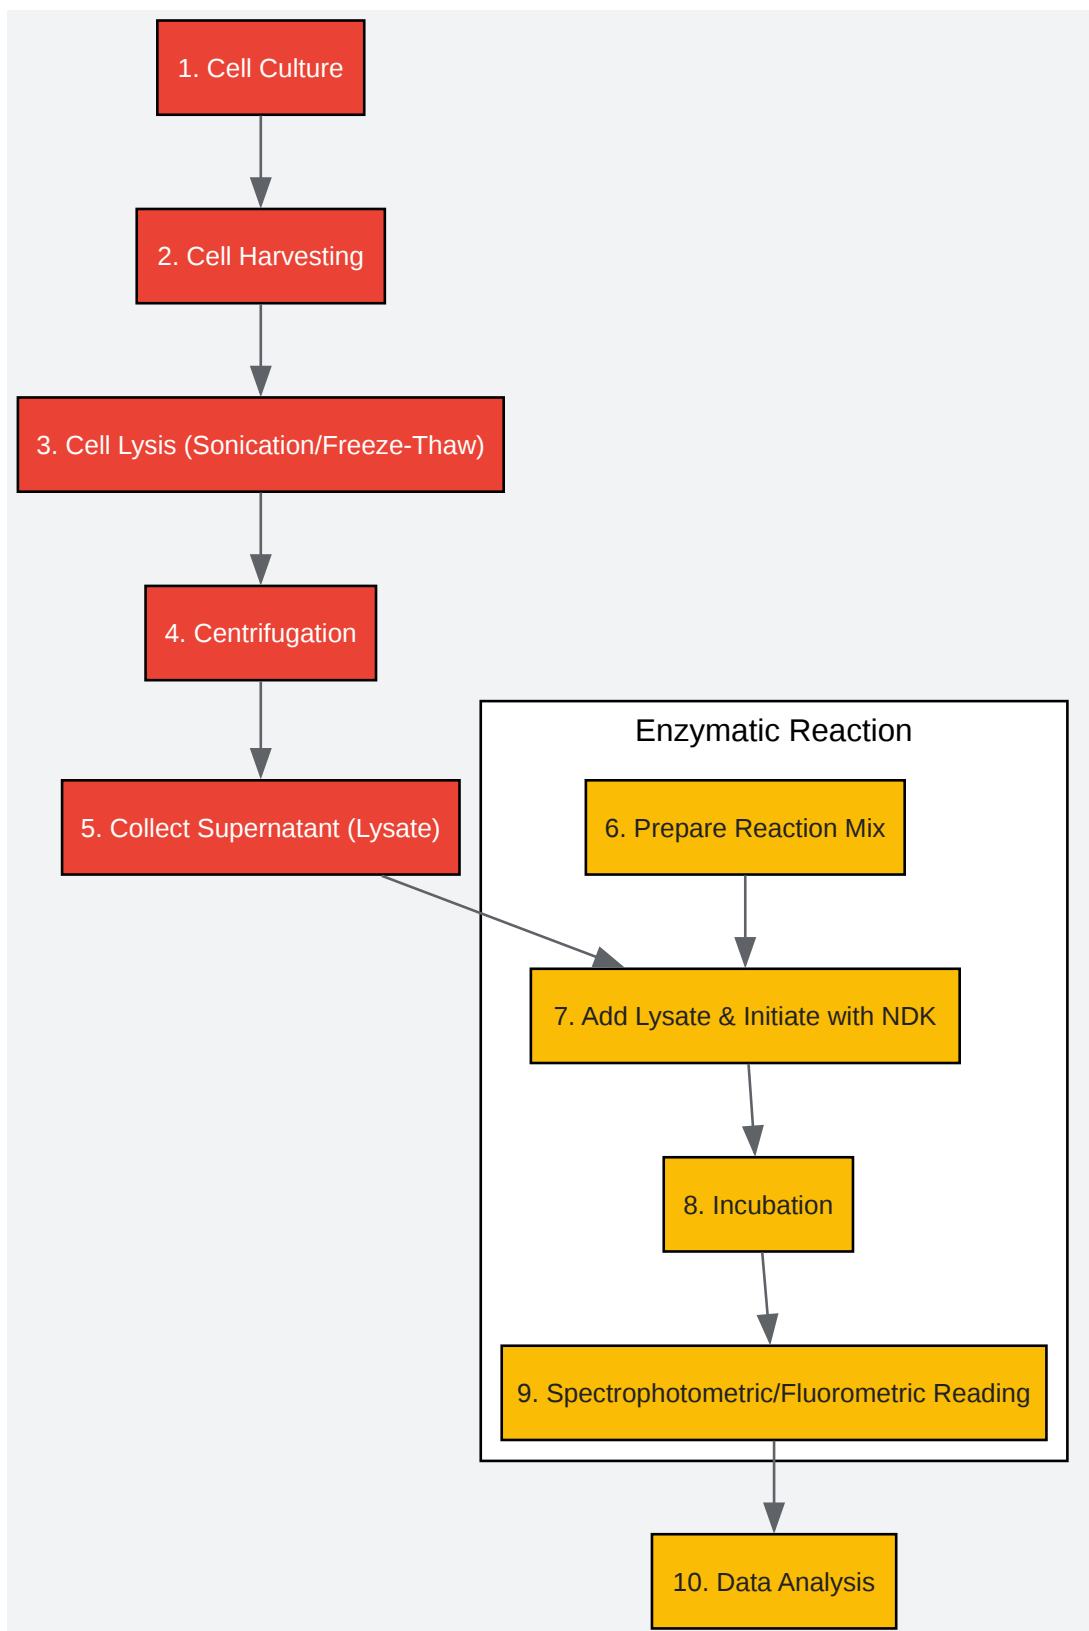 1. Cell Culture
2. Cell Harvesting
3. Cell Lysis (Sonication/Freeze-Thaw)
4. Centrifugation
5. Collect Supernatant (Lysate)
Enzymatic Reaction
6. Prepare Reaction Mix
7. Add Lysate & Initiate with NDK
8. Incubation
9. Spectrophotometric/Fluorometric Reading
10. Data Analysis